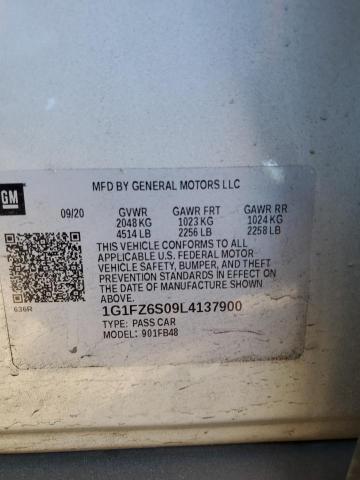 GM
MFD BY GENERAL MOTORS LLC
09/20 GVWR GAWR FRT GAWR RR
2048 KG 1023 KG 1024 KG
4514 LB 2256 LB 2258 LB
THIS VEHICLE CONFORMS TO ALL
APPLICABLE U.S. FEDERAL MOTOR
VEHICLE SAFETY, BUMPER, AND THEFT
PREVENTION STANDARDS IN EFFECT ON
THE DATE OF MANUFACTURE SHOWN
ABOVE.
1G1FZ6S09L4137900
TYPE: PASS CAR
MODEL: 901FB48
636R